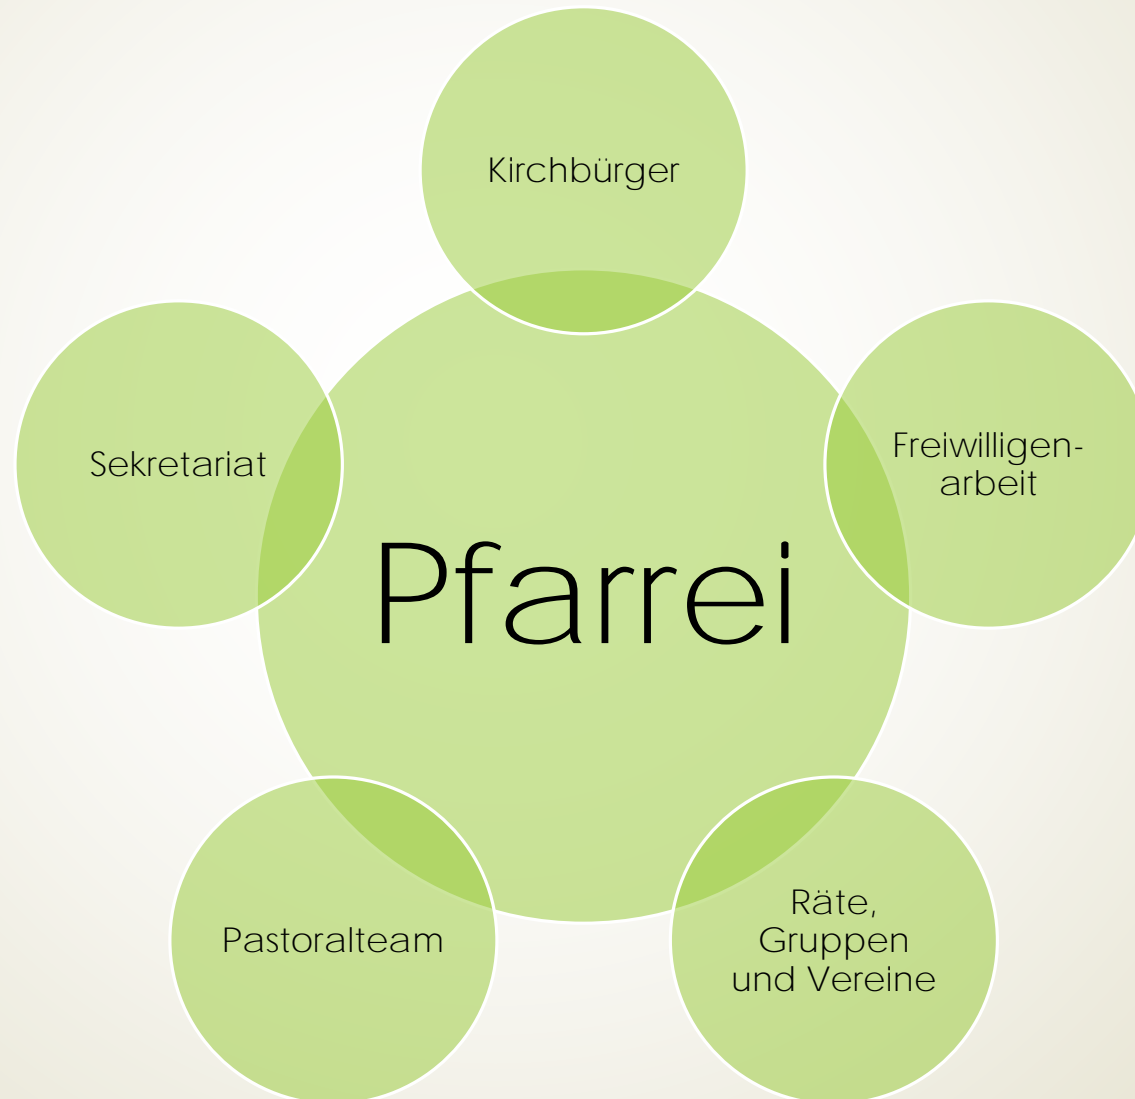 Kirchbürger
Sekretariat
Freiwilligen-
arbeit
Pfarrei
Pastoralteam
Räte,
Gruppen
und Vereine